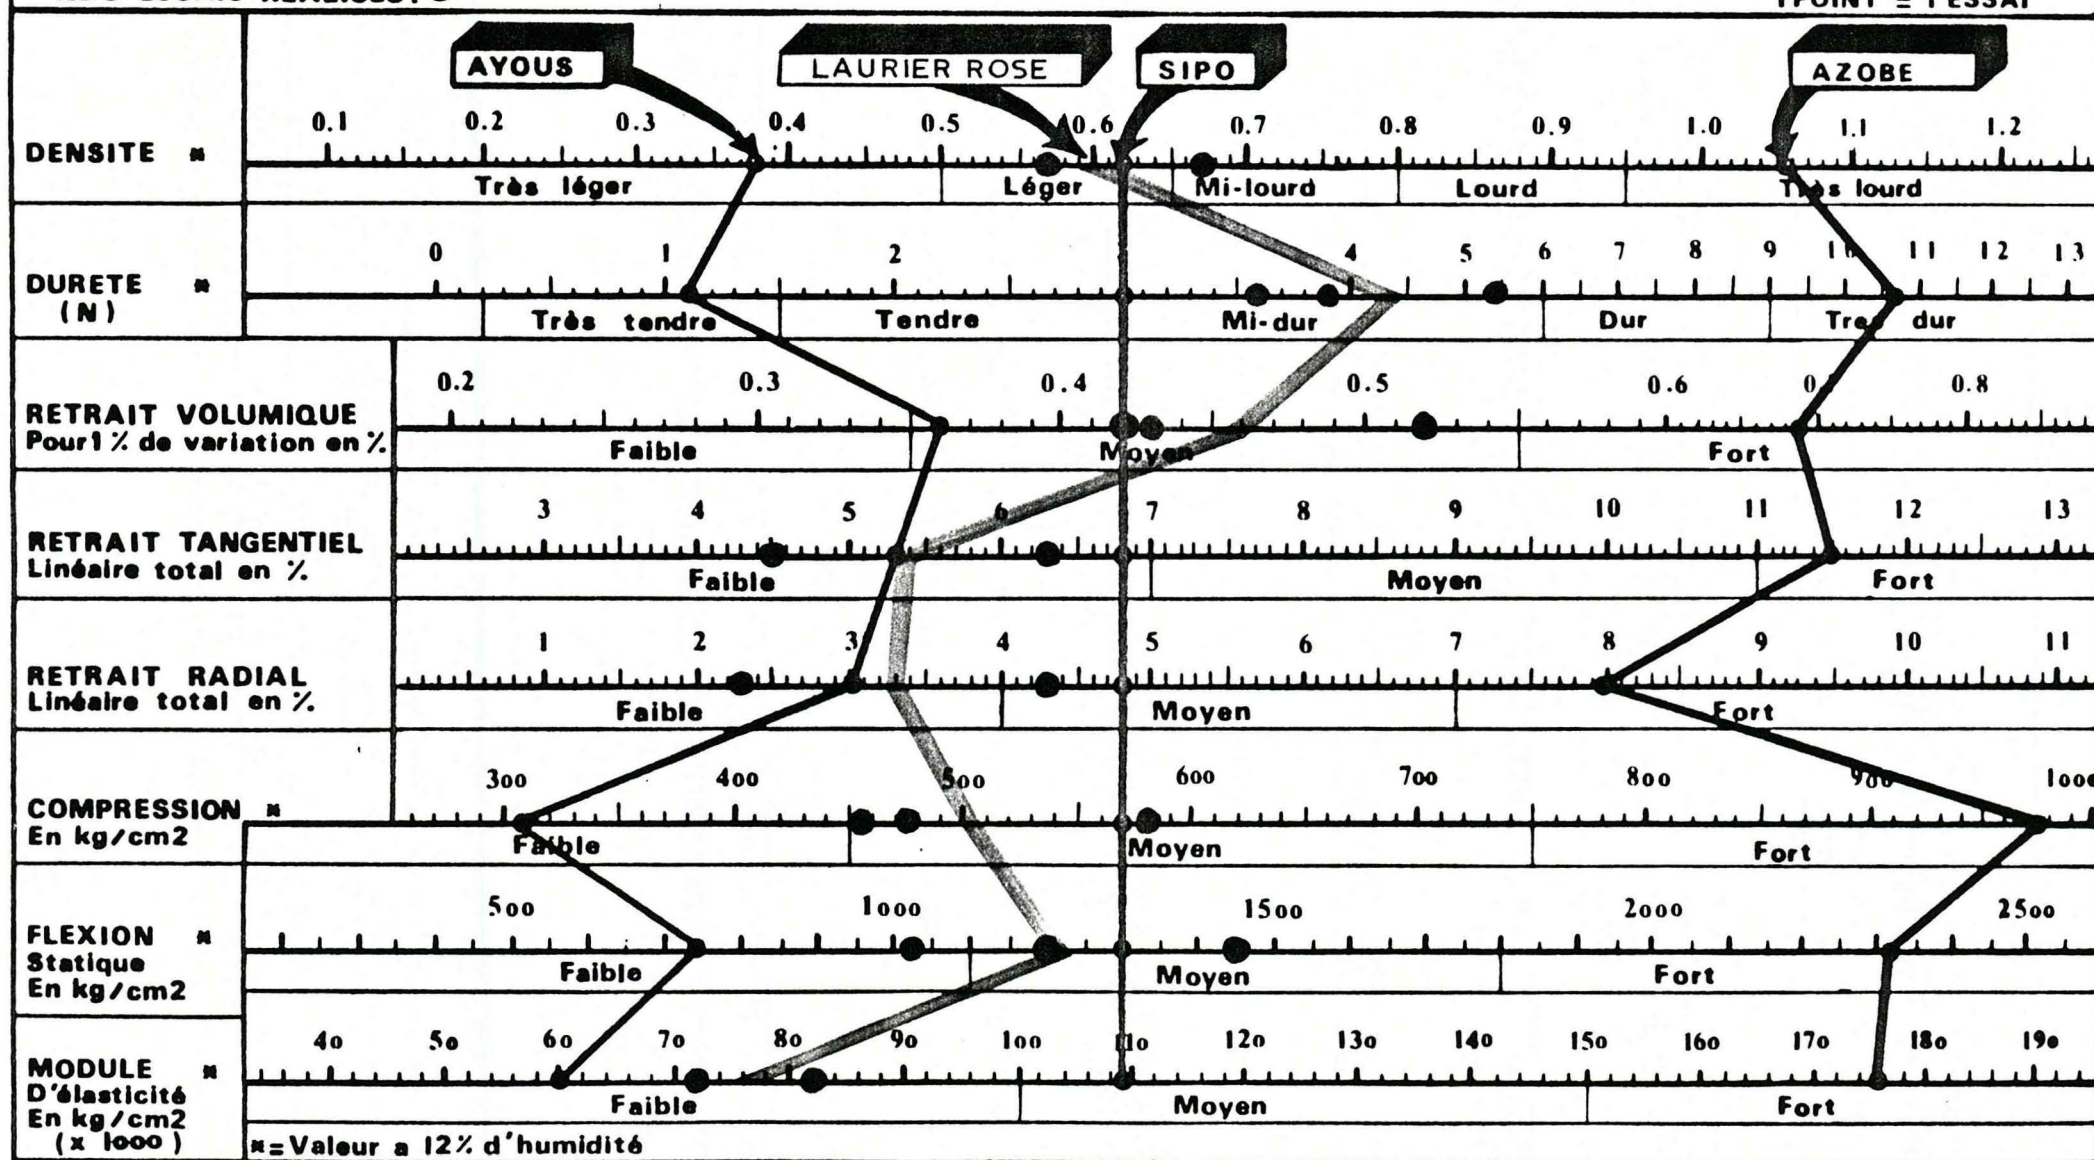 1 POINT = 1 ESSAI
AYOUS
LAURIER ROSE
SIPO
AZOBE
0.1 0.2 0.3 0.4 0.5 0.6 0.7 0.8 0.9 1.0 1.1 1.2
DENSITE *
Très léger Léger Mi-lourd Lourd Très lourd
0 1 2 4 5 6 7 8 9 10 11 12 13
DURETE *
(N)
Très tendre Tendre Mi-dur Dur Tres dur
0.2 0.3 0.4 0.5 0.6 0.8
RETRAIT VOLUMIQUE
Pour 1 % de variation en %.
Faible Moyen Fort
3 4 5 6 7 8 9 10 11 12 13
RETRAIT TANGENTIEL
Linéaire total en %.
Faible Moyen Fort
1 2 3 4 5 6 7 8 9 10 11
RETRAIT RADIAL
Linéaire total en %.
Faible Moyen Fort
300 400 500 600 700 800 900 1000
COMPRESSION *
En kg/cm2
Faible Moyen Fort
500 1000 1500 2000 2500
FLEXION *
Statique
En kg/cm2
Faible Moyen Fort
40 50 60 70 80 90 100 110 120 130 140 150 160 170 180 190
MODULE *
D'élasticité
En kg/cm2
(x 1000)
Faible Moyen Fort
*=Valeur a 12% d'humidité